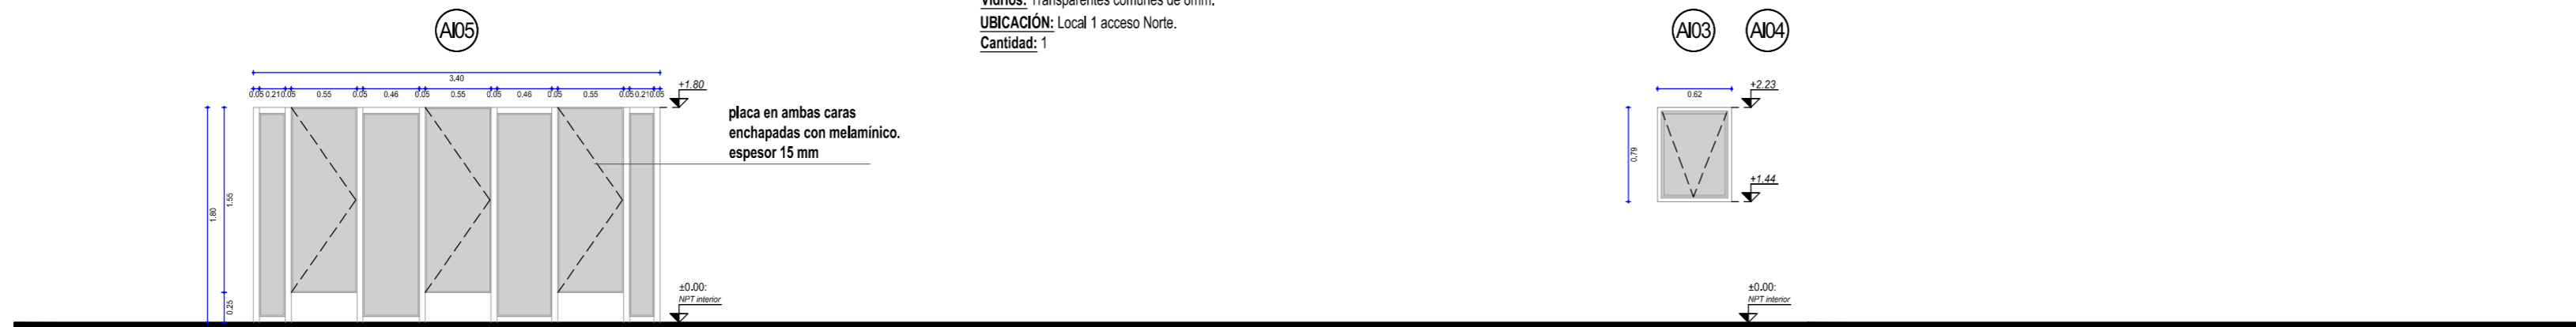 Vidrios: Transparentes comunes de 6mm.
UBICACIÓN: Local 1 acceso Norte.
Cantidad: 1
AI05
3.40
0.05 0.21 0.05 0.55 0.05 0.46 0.05 0.55 0.05 0.46 0.05 0.55 0.05 0.21 0.05
+1.80
placa en ambas caras
enchapadas con melamínico.
espesor 15 mm
1.80
1.55
0.25
±0.00:
NPT interior
AI03
AI04
0.62
+2.23
0,79
+1.44
±0.00:
NPT interior